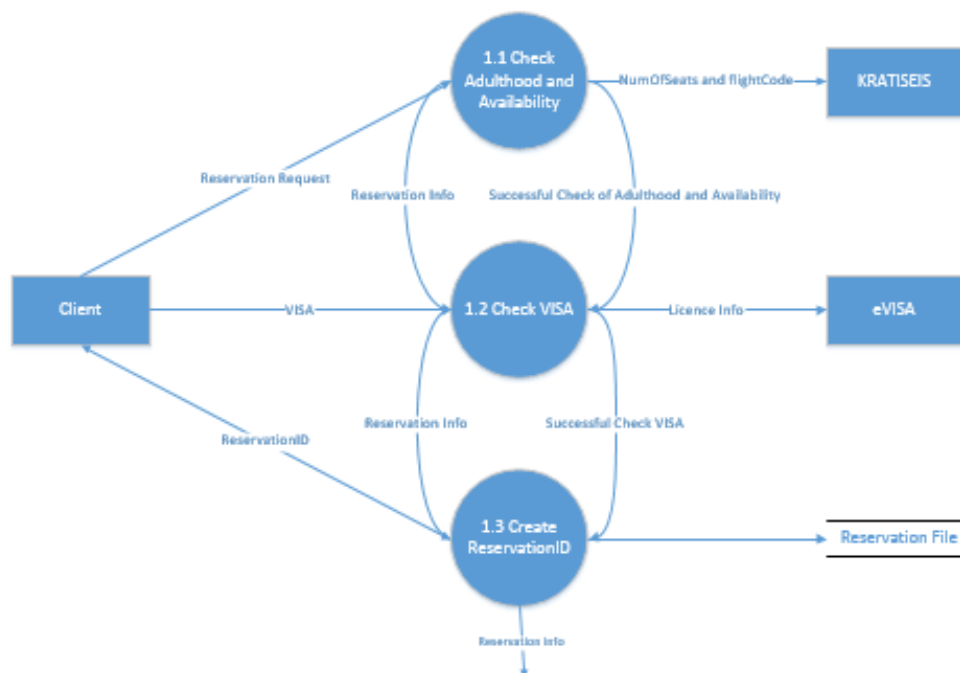 1.1 Check
Adulthood and
Availability
NumOfSeats and flightCode
KRATISEIS
Reservation Request
Reservation Info
Successful Check of Adulthood and Availability
Client
VISA
1.2 Check VISA
Licence Info
eVISA
Reservation Info
Successful Check VISA
ReservationID
1.3 Create
ReservationID
Reservation File
Reservation Info